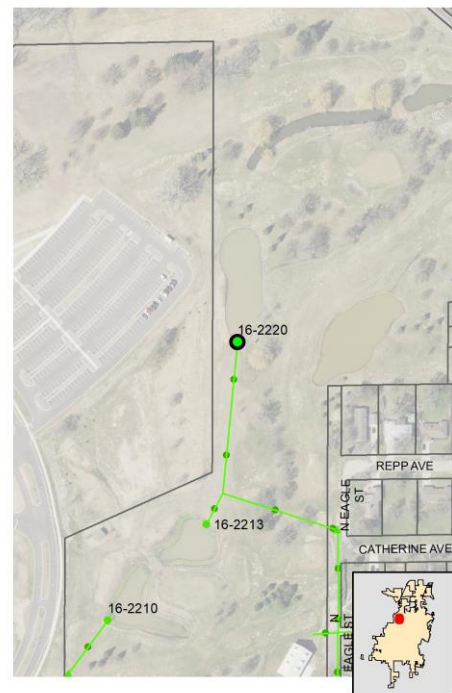 16-2220
REPP AVE
N EAGLE
ST
16-2213
CATHERINE AVE
16-2210
N
EAGLE ST